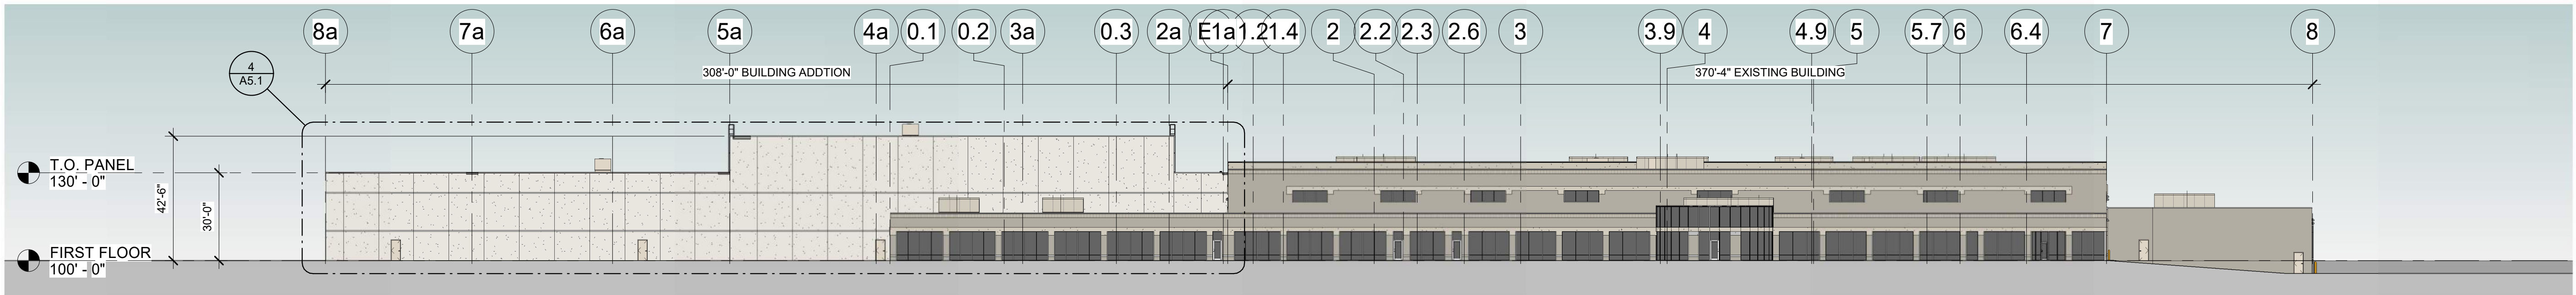 8a
7a
6a
5a
4a
0.1
0.2
3a
0.3
2a
E1a
1.2
1.4
2
2.2
2.3
2.6
3
3.9
4
4.9
5
5.7
6
6.4
7
8
4
A5.1
308'-0" BUILDING ADDTION
370'-4" EXISTING BUILDING
T.O. PANEL
130' - 0"
42'-6"
30'-0"
FIRST FLOOR
100' - 0"